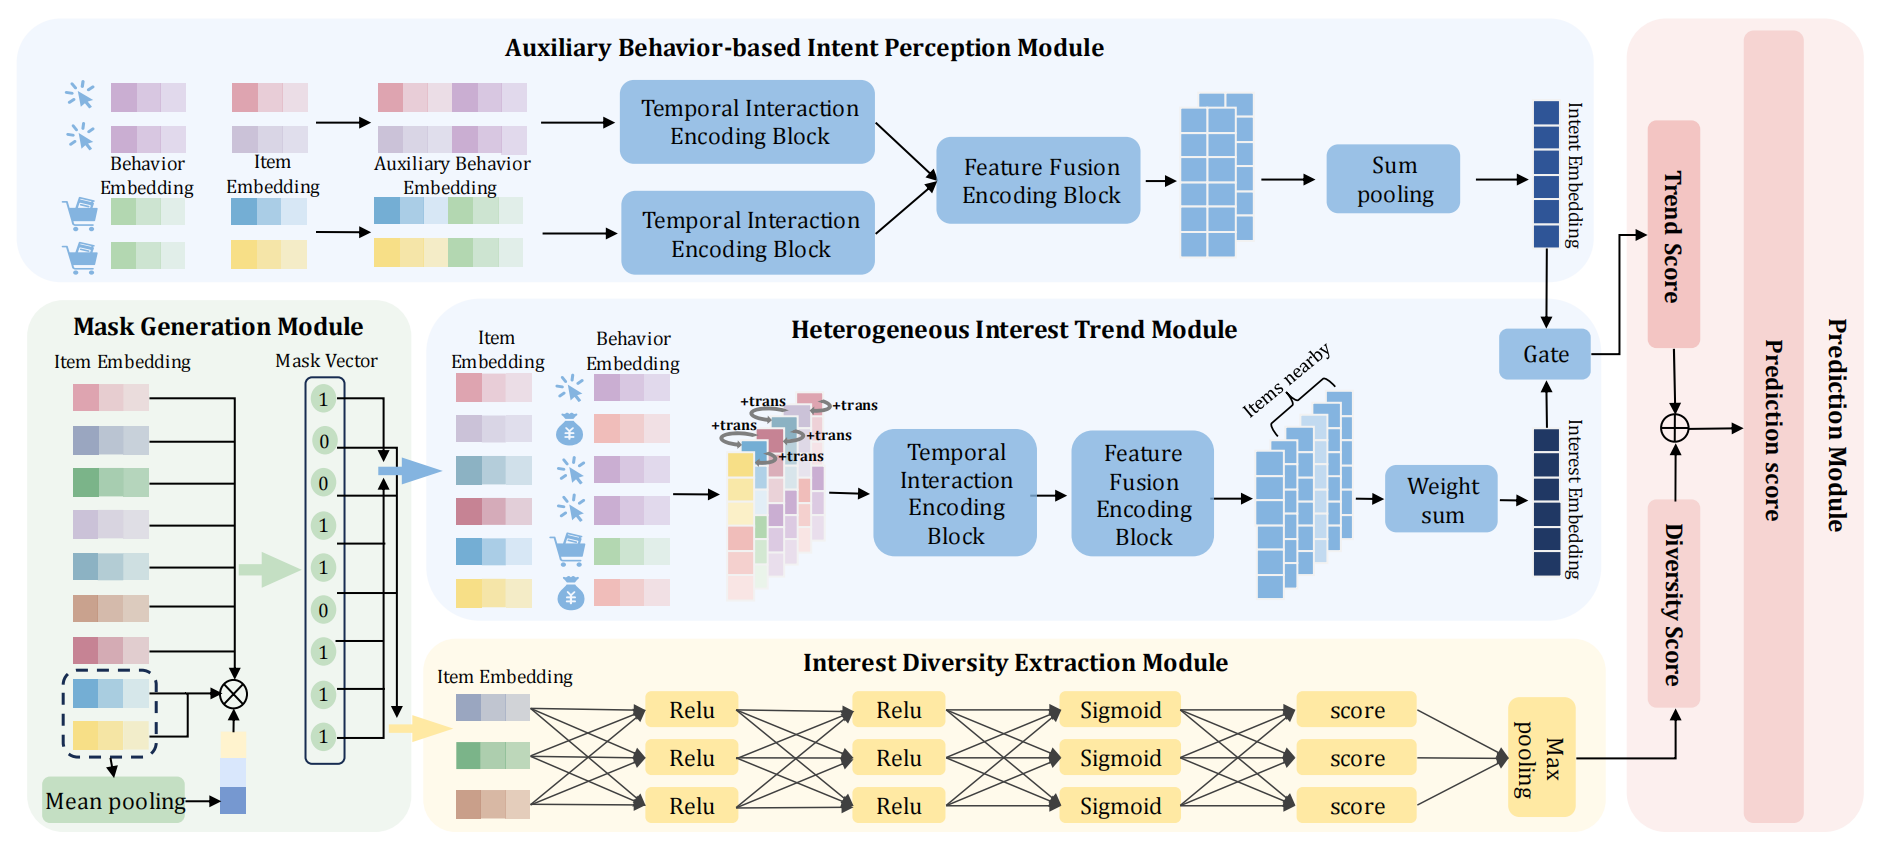 Auxiliary Behavior-based Intent Perception Module
Behavior
Embedding
Item
Embedding
Auxiliary Behavior
Embedding
Temporal Interaction
Encoding Block
Temporal Interaction
Encoding Block
Feature Fusion
Encoding Block
Sum
pooling
Intent Embedding
Mask Generation Module
Item Embedding
Mask Vector
1
0
0
1
1
0
1
1
1
Mean pooling
Heterogeneous Interest Trend Module
Item
Embedding
Behavior
Embedding
¥
¥
+trans
+trans
+trans
+trans
+trans
Temporal
Interaction
Encoding
Block
Feature
Fusion
Encoding
Block
Items nearby
Weight
sum
Interest Embedding
Gate
Interest Diversity Extraction Module
Item Embedding
Relu
Relu
Sigmoid
score
Relu
Relu
Sigmoid
score
Relu
Relu
Sigmoid
score
Max
pooling
Trend Score
Diversity Score
Prediction score
Prediction Module